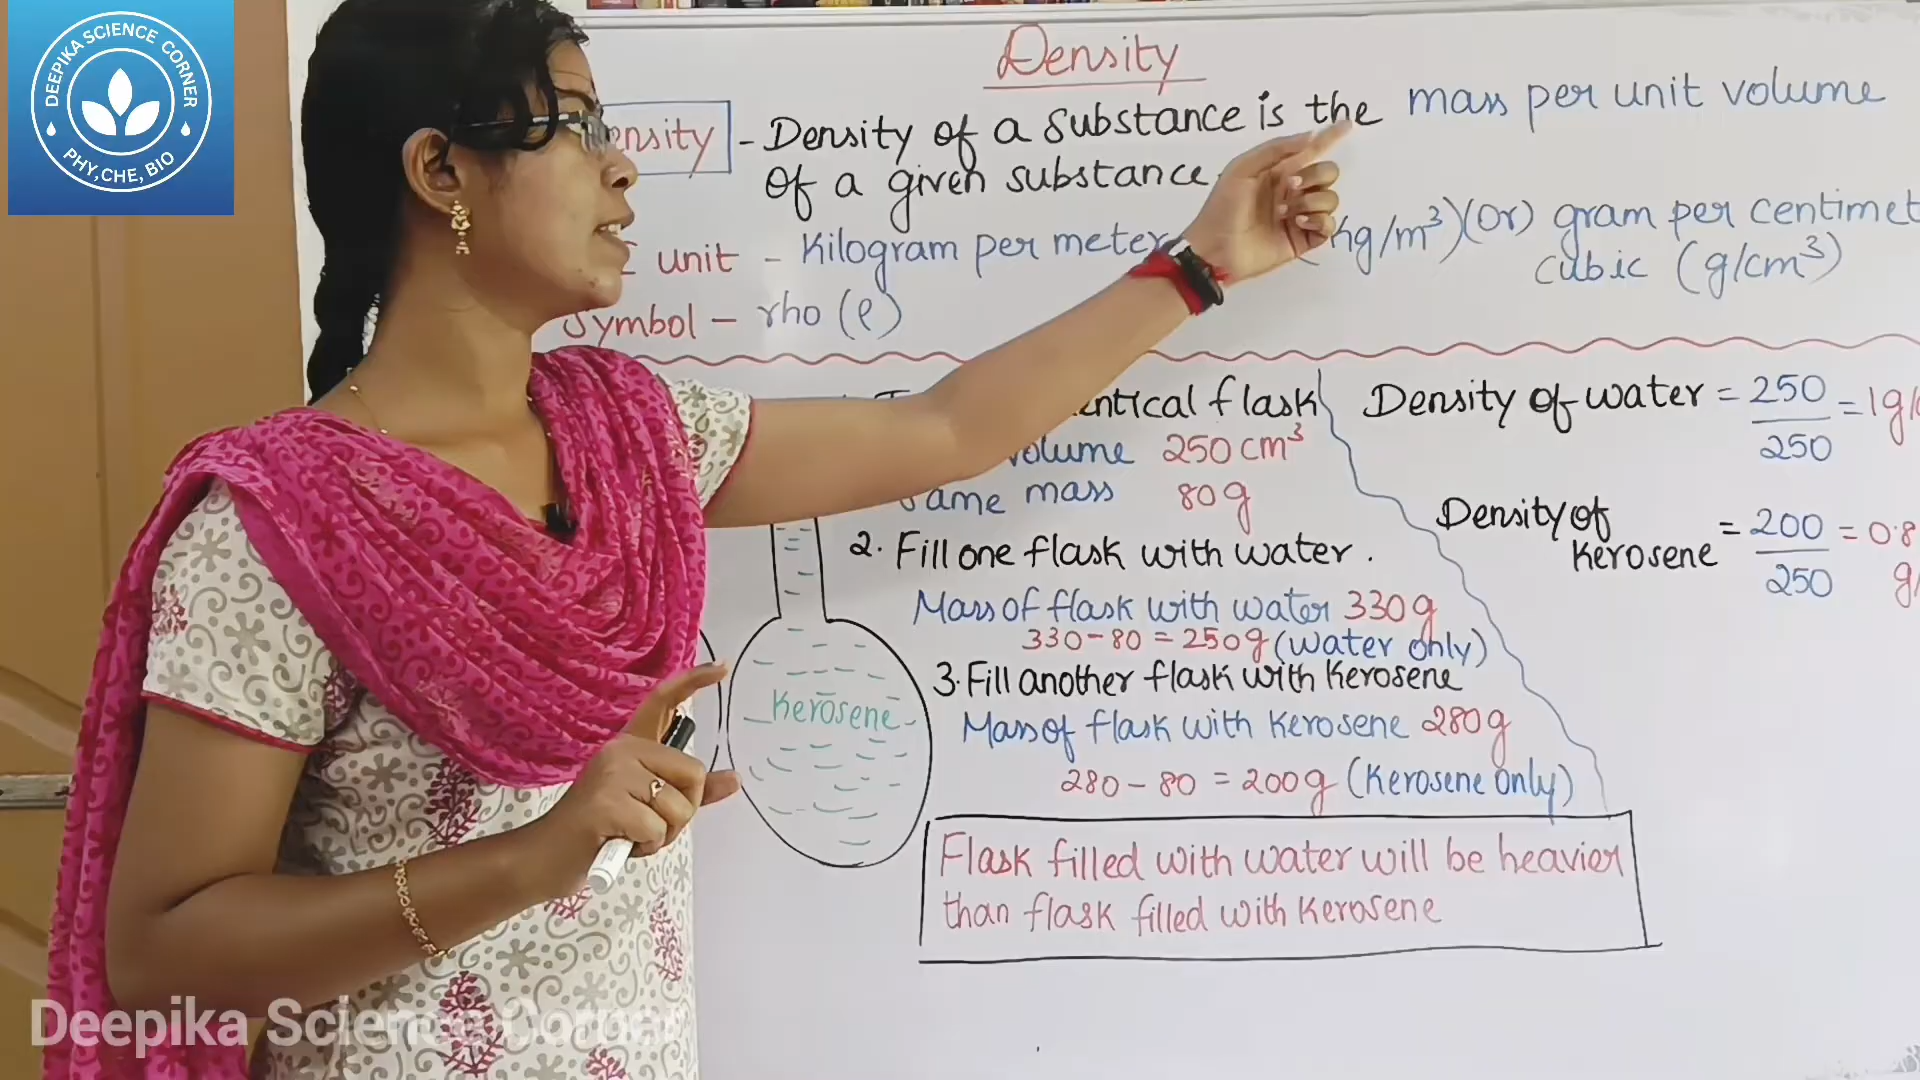 DEEPIKA SCIENCE CORNER
PHY,CHE, BIO
Density
Density - Density of a substance is the mass per unit volume
of a given substance
unit - Kilogram per meter (kg/m³) (or) gram per centimet
cubic (g/cm³)
Symbol - rho (ρ)
flask
volume 250 cm³
Same mass 80g
2. Fill one flask with water.
Mass of flask with water 330g
330-80 = 250g (water only)
3. Fill another flask with Kerosene
Mass of flask with Kerosene 280g
280-80 = 200g (Kerosene only)
Kerosene
Flask filled with water will be heavier
than flask filled with Kerosene
Density of water = 250/250 = 1g/
Density of Kerosene = 200/250 = 0.8 g/
Deepika Science Corner